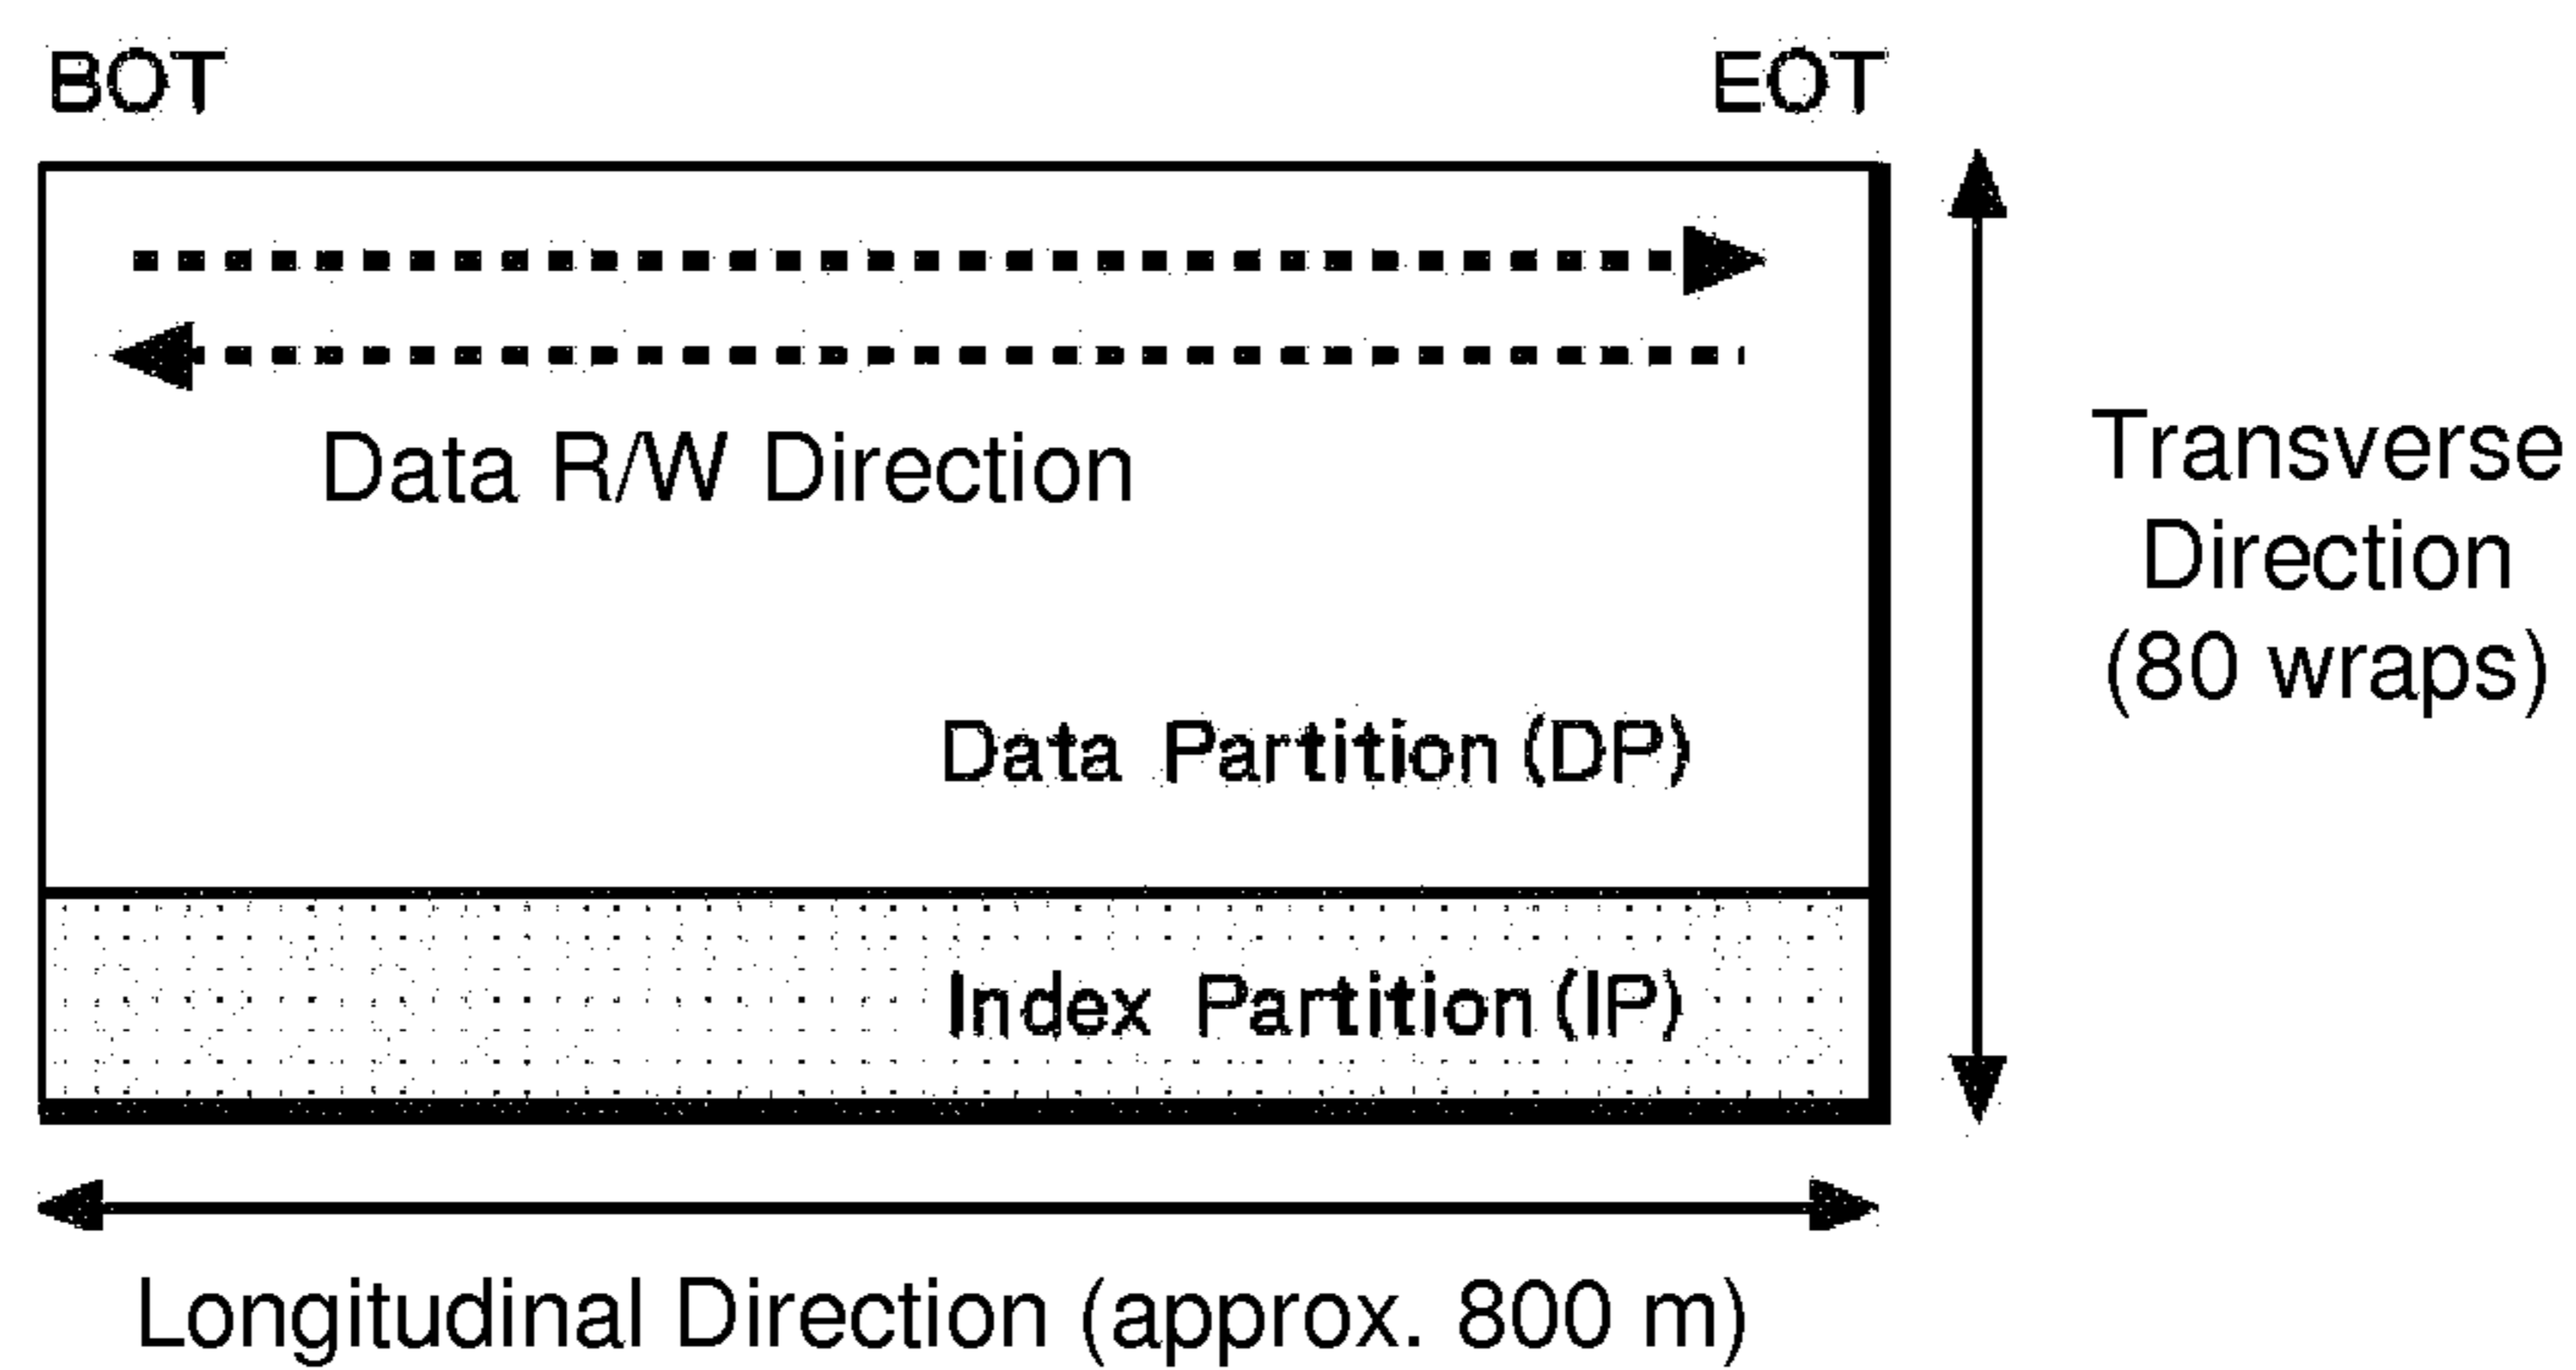 BOT
EOT
Data R/W Direction
Transverse
Direction
(80 wraps)
Data Partition (DP)
Index Partition (IP)
Longitudinal Direction (approx. 800 m)